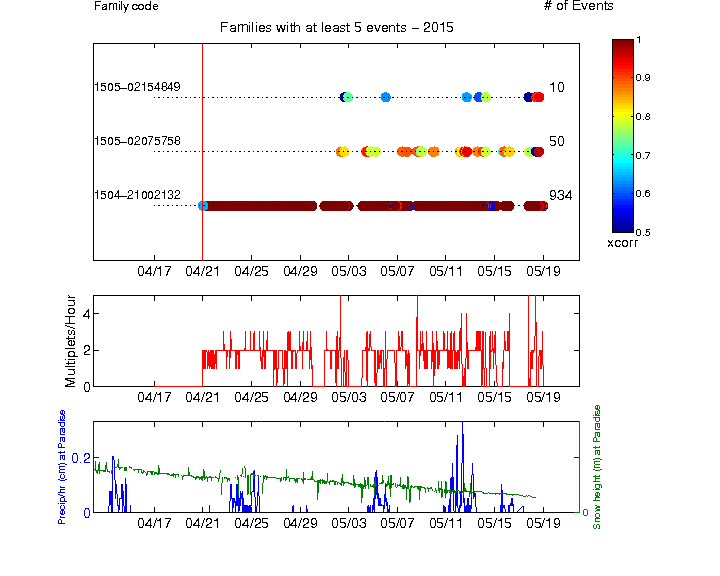 Family code # of Events
Families with at least 5 events − 2015
1505−02154849 10
1505−02075758 50
1504−21002132 934
04/17 04/21 04/25 04/29 05/03 05/07 05/11 05/15 05/19
1
0.9
0.8
0.7
0.6
0.5
xcorr
Multiplets/Hour
4
2
0
04/17 04/21 04/25 04/29 05/03 05/07 05/11 05/15 05/19
Precip/hr (cm) at Paradise
0.2
0
0
Snow height (m) at Paradise
04/17 04/21 04/25 04/29 05/03 05/07 05/11 05/15 05/19